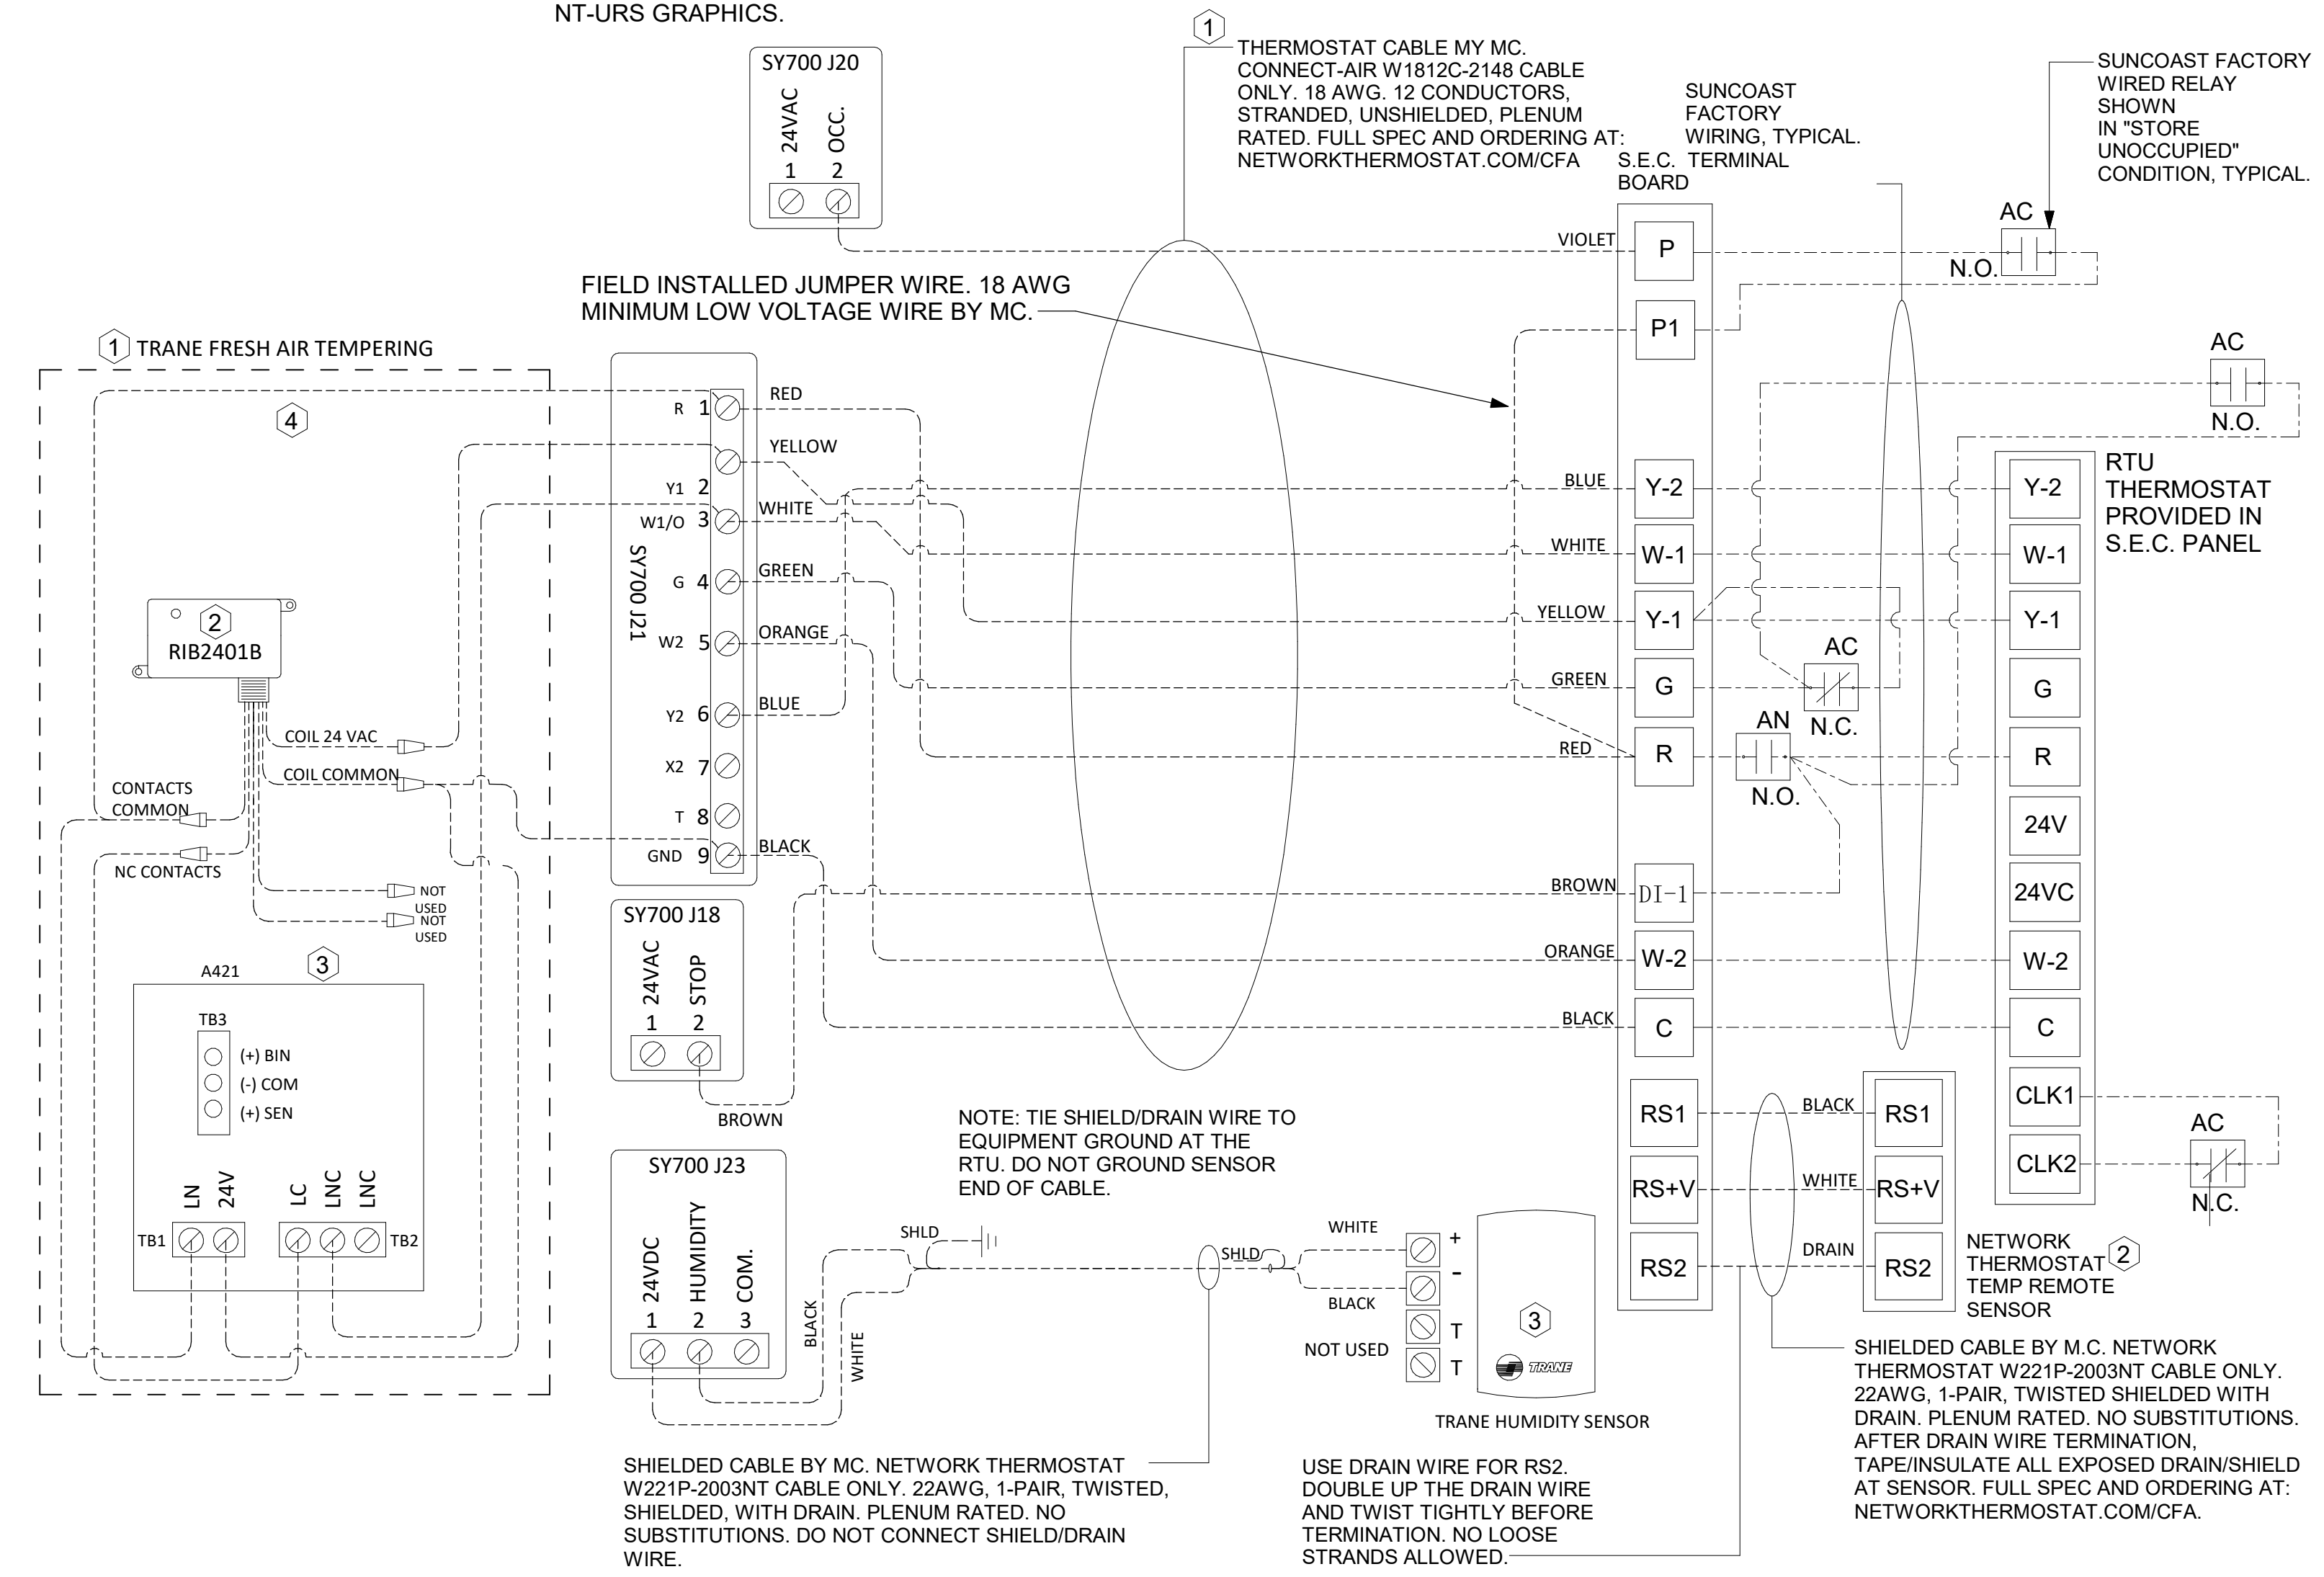 NT-URS GRAPHICS.
SY700 J20
24VAC
OCC.
1 2
1
THERMOSTAT CABLE MY MC.
CONNECT-AIR W1812C-2148 CABLE
ONLY. 18 AWG. 12 CONDUCTORS,
STRANDED, UNSHIELDED, PLENUM
RATED. FULL SPEC AND ORDERING AT:
NETWORKTHERMOSTAT.COM/CFA
SUNCOAST
FACTORY
WIRING, TYPICAL.
S.E.C. TERMINAL
BOARD
SUNCOAST FACTORY
WIRED RELAY
SHOWN
IN "STORE
UNOCCUPIED"
CONDITION, TYPICAL.
AC
N.O.
VIOLET
P
P1
FIELD INSTALLED JUMPER WIRE. 18 AWG
MINIMUM LOW VOLTAGE WIRE BY MC.
AC
N.O.
1 TRANE FRESH AIR TEMPERING
4
2
RIB2401B
COIL 24 VAC
COIL COMMON
CONTACTS
COMMON
NC CONTACTS
NOT
USED
NOT
USED
3
A421
TB3
(+) BIN
(-) COM
(+) SEN
LN
24V
LC
LNC
LNC
TB1
TB2
SY700 J21
R 1
RED
YELLOW
Y1 2
W1/O 3
WHITE
G 4
GREEN
W2 5
ORANGE
Y2 6
BLUE
X2 7
T 8
GND 9
BLACK
SY700 J18
24VAC
STOP
1 2
BROWN
SY700 J23
24VDC
HUMIDITY
COM.
1 2 3
BLACK
WHITE
BLUE
Y-2
WHITE
W-1
YELLOW
Y-1
GREEN
G
RED
R
BROWN
DI-1
ORANGE
W-2
BLACK
C
RS1
RS+V
RS2
AC
N.C.
AN
N.O.
RTU
THERMOSTAT
PROVIDED IN
S.E.C. PANEL
Y-2
W-1
Y-1
G
R
24V
24VC
W-2
C
CLK1
CLK2
AC
N.C.
BLACK
RS1
WHITE
RS+V
DRAIN
RS2
NETWORK
THERMOSTAT 2
TEMP REMOTE
SENSOR
NOTE: TIE SHIELD/DRAIN WIRE TO
EQUIPMENT GROUND AT THE
RTU. DO NOT GROUND SENSOR
END OF CABLE.
SHLD
SHLD
WHITE
BLACK
NOT USED
+
-
T
T
3
TRANE
TRANE HUMIDITY SENSOR
SHIELDED CABLE BY MC. NETWORK THERMOSTAT
W221P-2003NT CABLE ONLY. 22AWG, 1-PAIR, TWISTED,
SHIELDED, WITH DRAIN. PLENUM RATED. NO
SUBSTITUTIONS. DO NOT CONNECT SHIELD/DRAIN
WIRE.
USE DRAIN WIRE FOR RS2.
DOUBLE UP THE DRAIN WIRE
AND TWIST TIGHTLY BEFORE
TERMINATION. NO LOOSE
STRANDS ALLOWED.
SHIELDED CABLE BY M.C. NETWORK
THERMOSTAT W221P-2003NT CABLE ONLY.
22AWG, 1-PAIR, TWISTED SHIELDED WITH
DRAIN. PLENUM RATED. NO SUBSTITUTIONS.
AFTER DRAIN WIRE TERMINATION,
TAPE/INSULATE ALL EXPOSED DRAIN/SHIELD
AT SENSOR. FULL SPEC AND ORDERING AT:
NETWORKTHERMOSTAT.COM/CFA.